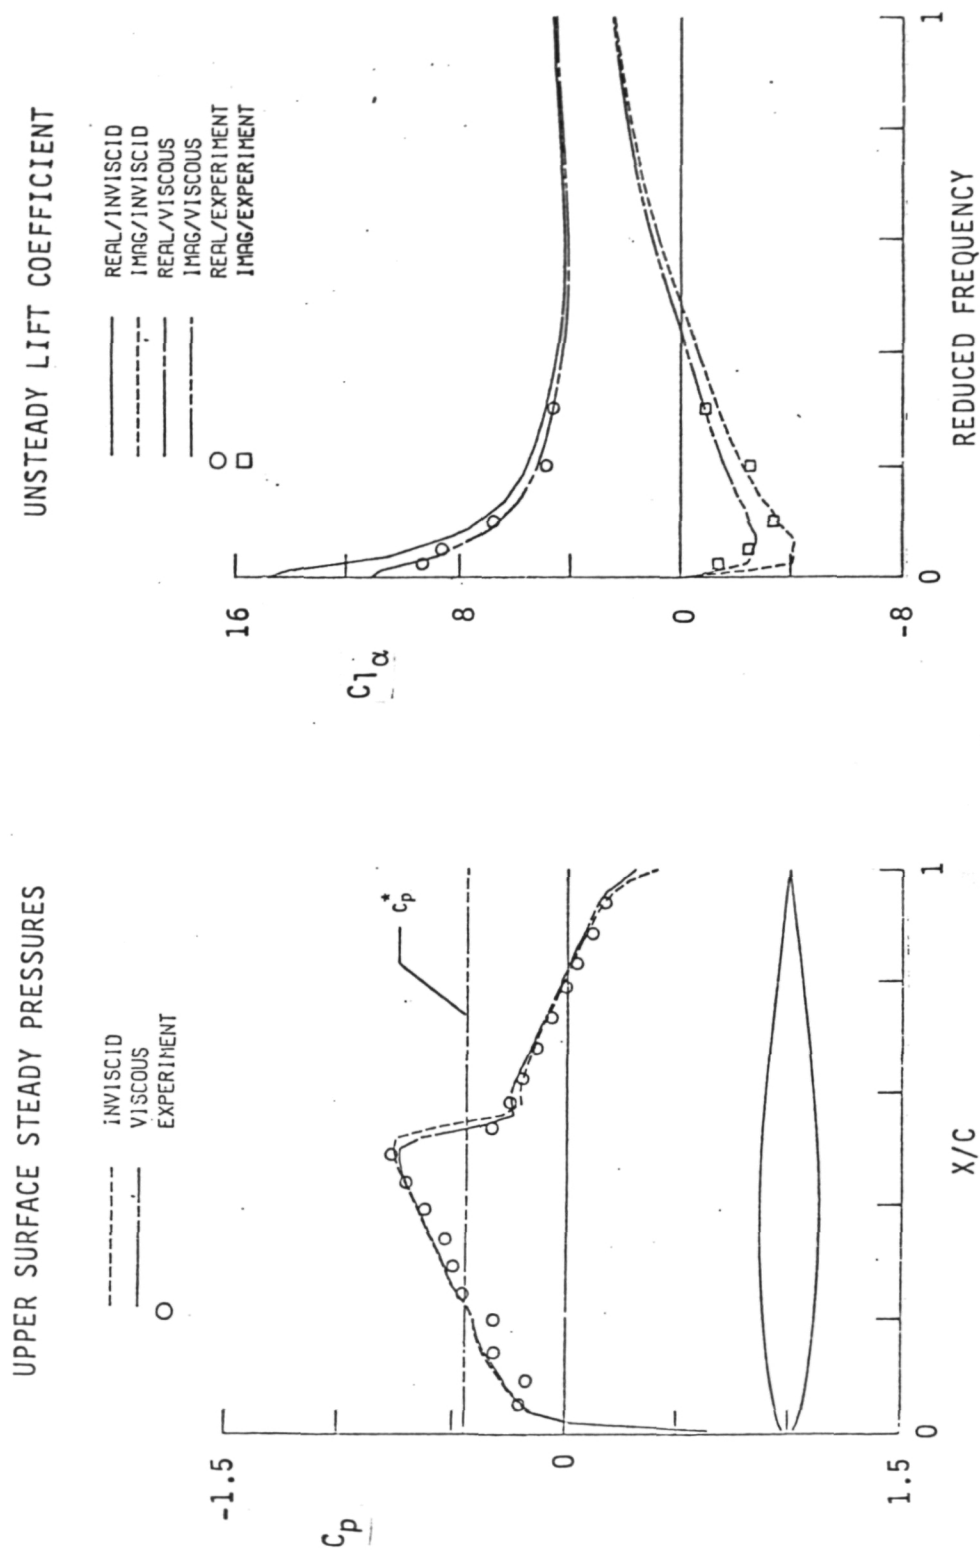 UPPER SURFACE STEADY PRESSURES
INVISCID
VISCOUS
EXPERIMENT
-1.5
Cp
0
1.5
Cp*
0
X/C
1
UNSTEADY LIFT COEFFICIENT
REAL/INVISCID
IMAG/INVISCID
REAL/VISCOUS
IMAG/VISCOUS
REAL/EXPERIMENT
IMAG/EXPERIMENT
16
C1α
8
0
-8
0
REDUCED FREQUENCY
1